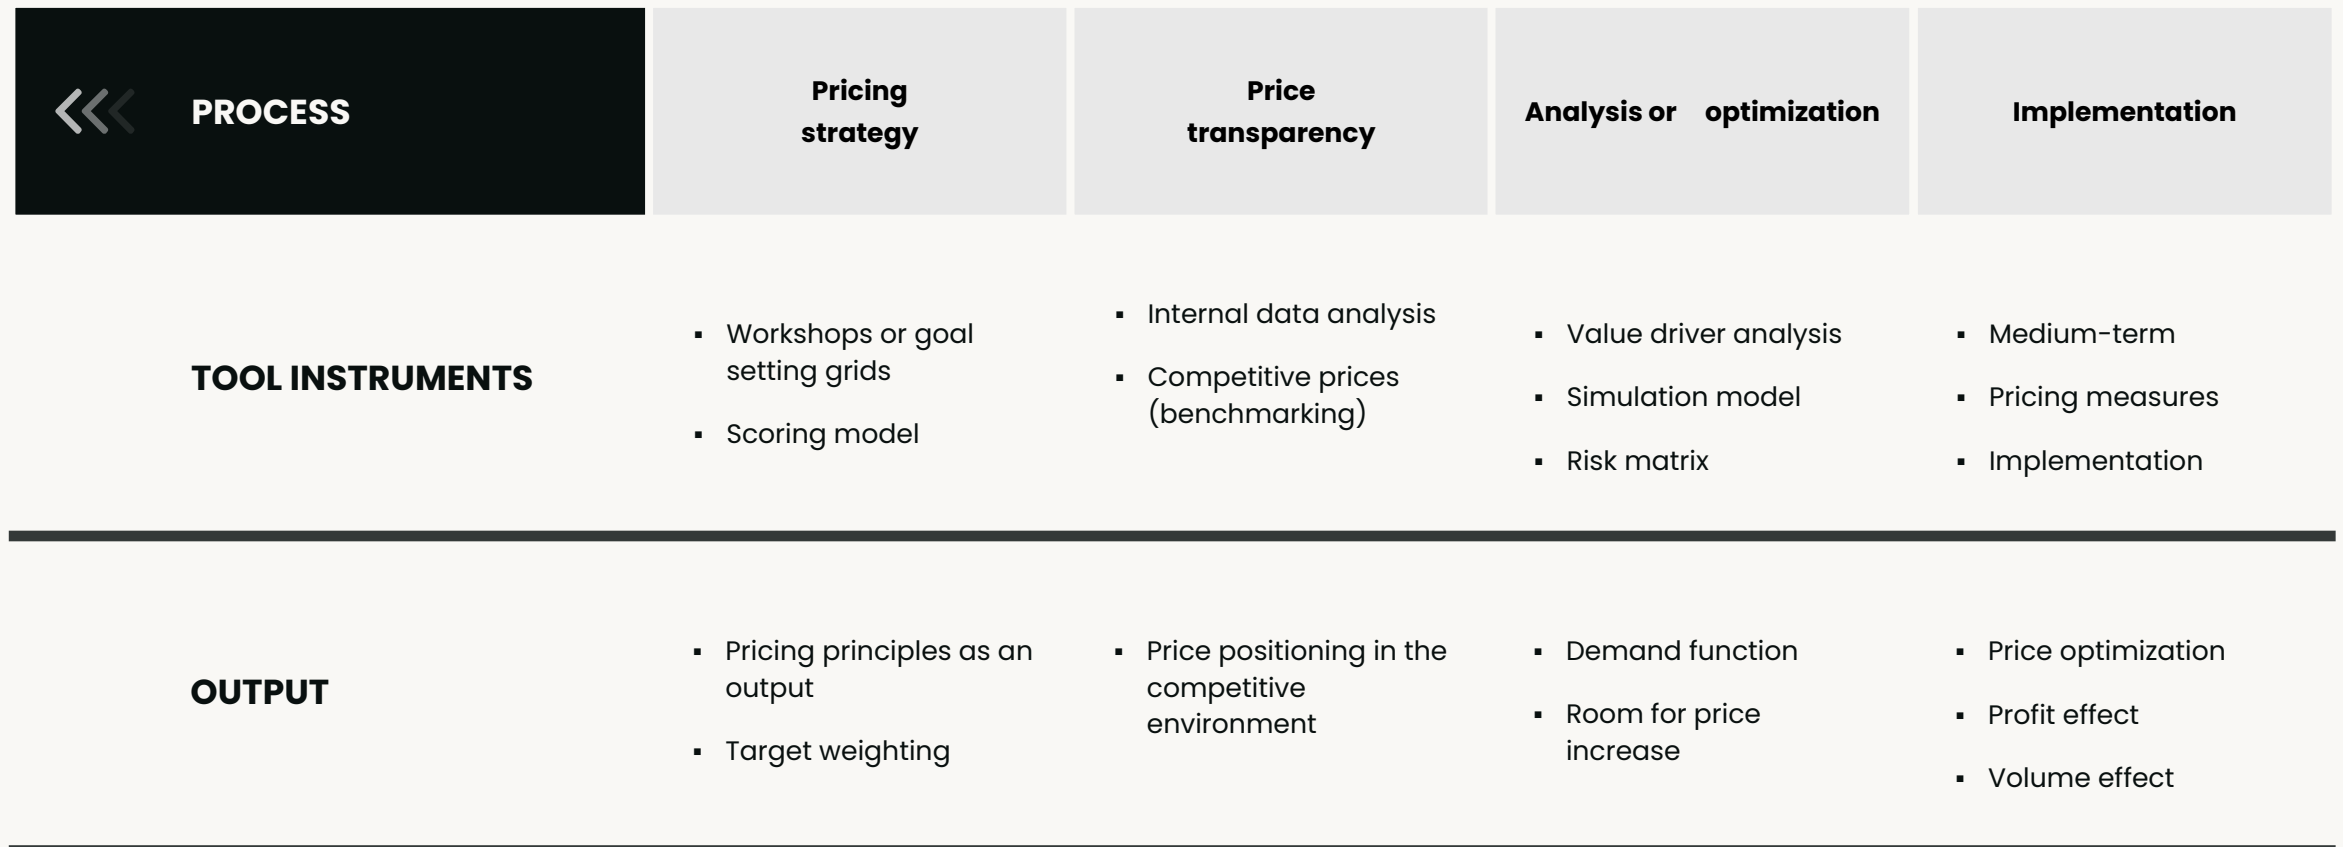 PROCESS
Pricing
strategy
Price
transparency
Analysis or optimization
Implementation
TOOL INSTRUMENTS
▪ Workshops or goal
setting grids
▪ Scoring model
▪ Internal data analysis
▪ Competitive prices
(benchmarking)
▪ Value driver analysis
▪ Simulation model
▪ Risk matrix
▪ Medium-term
▪ Pricing measures
▪ Implementation
OUTPUT
▪ Pricing principles as an
output
▪ Target weighting
▪ Price positioning in the
competitive
environment
▪ Demand function
▪ Room for price
increase
▪ Price optimization
▪ Profit effect
▪ Volume effect